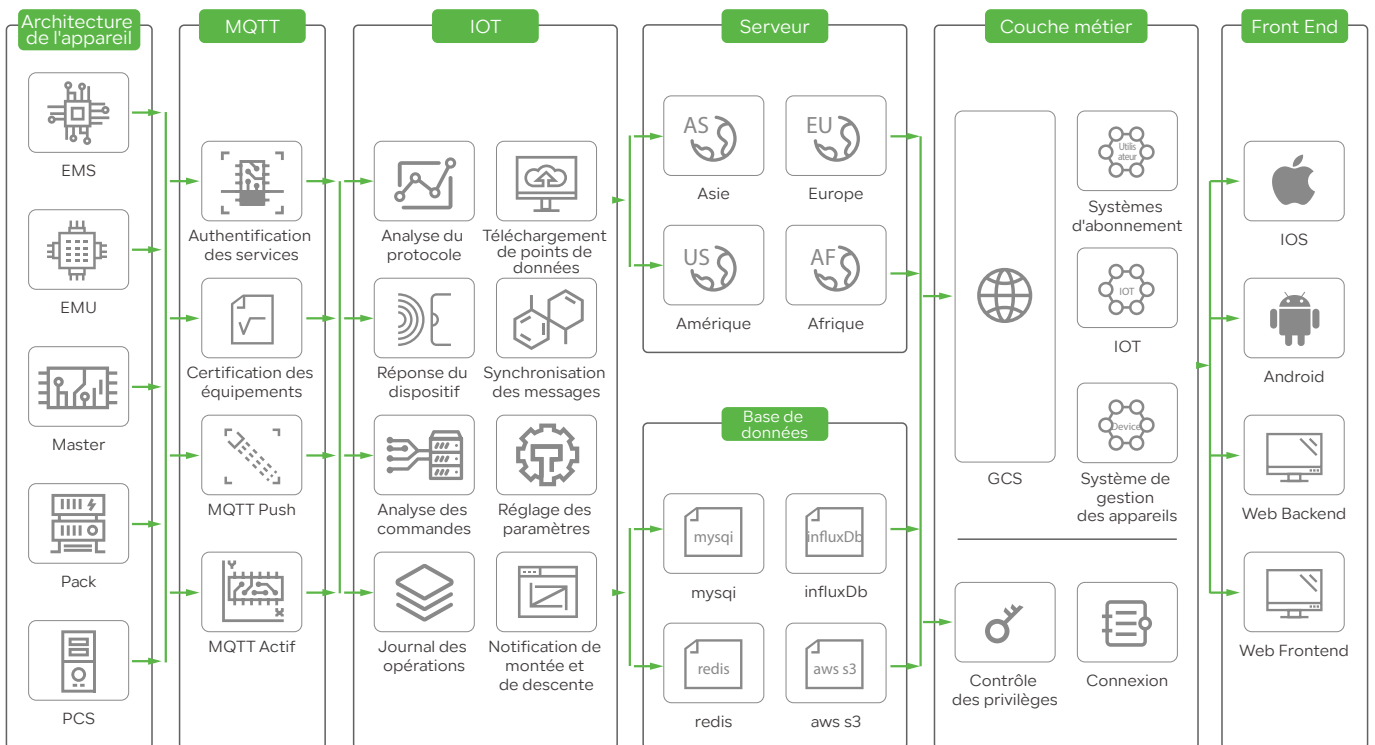 Architecture
de l'appareil
EMS
EMU
Master
Pack
PCS
MQTT
Authentification
des services
Certification des
équipements
MQTT Push
Y
X
MQTT Actif
IOT
Analyse du
protocole
Téléchargement
de points de
données
Réponse du
dispositif
Synchronisation
des messages
Analyse des
commandes
Réglage des
paramètres
Journal des
opérations
Notification de
montée et
de descente
Serveur
AS
Asie
EU
Europe
US
Amérique
AF
Afrique
Base de
données
mysqi
mysqi
influxDb
influxDb
redis
redis
aws s3
aws s3
Couche métier
GCS
Utilis
ateur
Systèmes
d'abonnement
IOT
IOT
Device
Système de
gestion
des appareils
Contrôle
des privilèges
Connexion
Front End
IOS
Android
Web Backend
Web Frontend